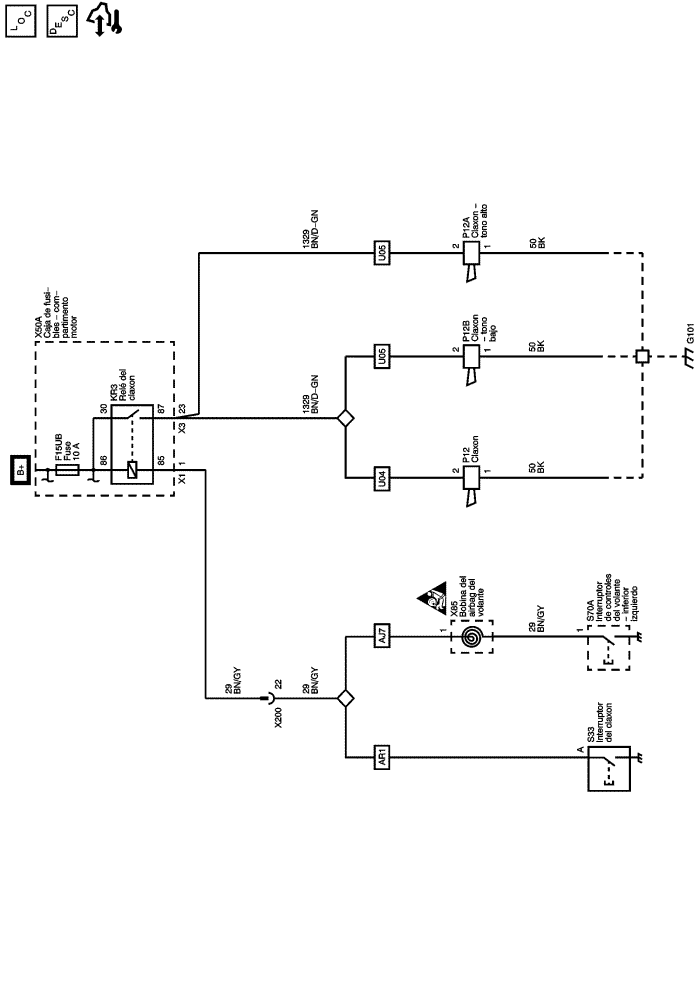 LOC
DESC
B+
X50A
Caja de fusi–
bles – com–
partimento
motor
F15UB
Fuse
10 A
KR3
Relé del
claxon
30
86
87
85
23
X3
1
X1
1329
BN/D–GN
1329
BN/D–GN
U05
U05
U04
2
P12A
Claxon –
tono alto
1
2
P12B
Claxon
– tono
bajo
1
2
P12
Claxon
1
50
BK
50
BK
50
BK
G101
29
BN/GY
22
X200
29
BN/GY
AJ7
AR1
1
X85
Bobina del
airbag del
volante
29
BN/GY
1
S70A
Interruptor
de controles
del volante
– inferior
izquierdo
A
S33
Interruptor
del claxon